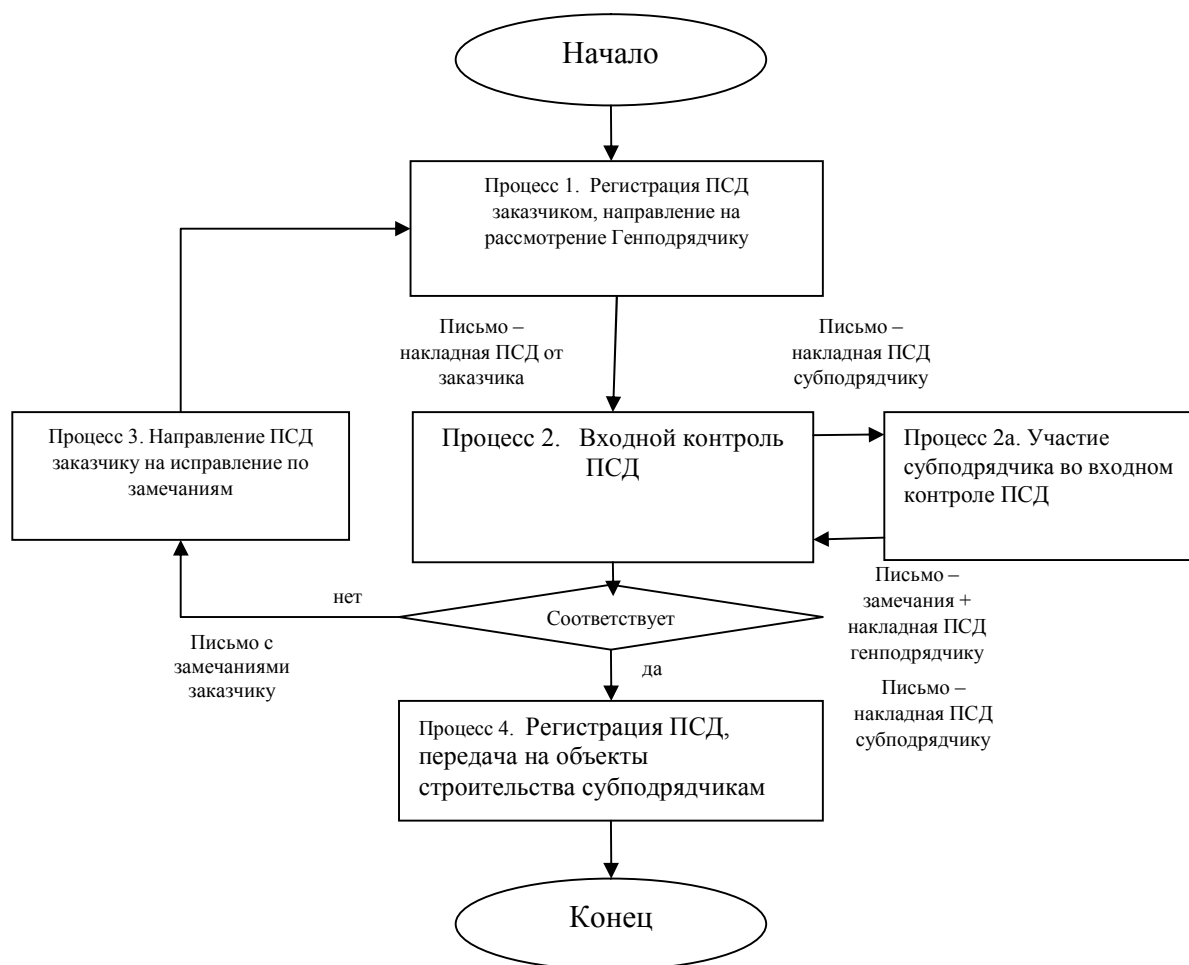 Начало
Процесс 1. Регистрация ПСД
заказчиком, направление на
рассмотрение Генподрядчику
Письмо –
накладная ПСД от
заказчика
Письмо –
накладная ПСД
субподрядчику
Процесс 3. Направление ПСД
заказчику на исправление по
замечаниям
Процесс 2. Входной контроль
ПСД
Процесс 2а. Участие
субподрядчика во входном
контроле ПСД
нет
Соответствует
Письмо –
замечания +
накладная ПСД
генподрядчику
Письмо с
замечаниями
заказчику
да
Письмо –
накладная ПСД
субподрядчику
Процесс 4. Регистрация ПСД,
передача на объекты
строительства субподрядчикам
Конец